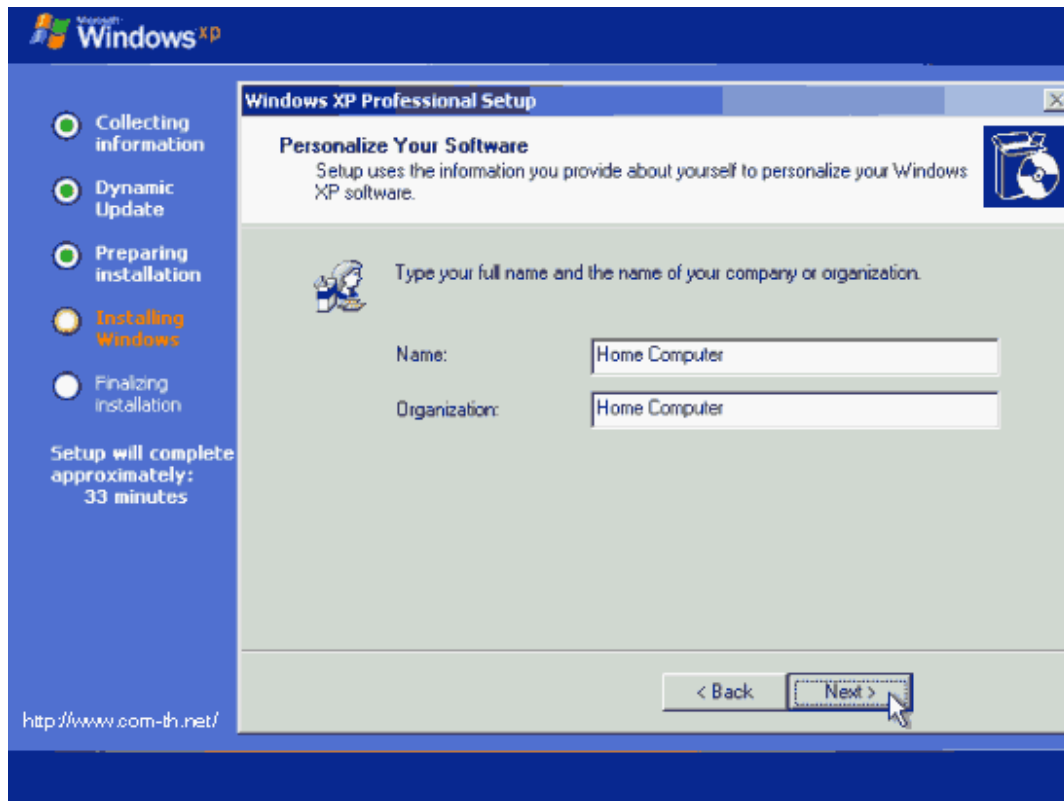 Microsoft
Windows xp
Collecting
information
Dynamic
Update
Preparing
installation
Installing
Windows
Finalizing
installation
Setup will complete
approximately:
33 minutes
http://www.com-th.net/
Windows XP Professional Setup
Personalize Your Software
Setup uses the information you provide about yourself to personalize your Windows
XP software.
Type your full name and the name of your company or organization.
Name: Home Computer
Organization: Home Computer
< Back Next >